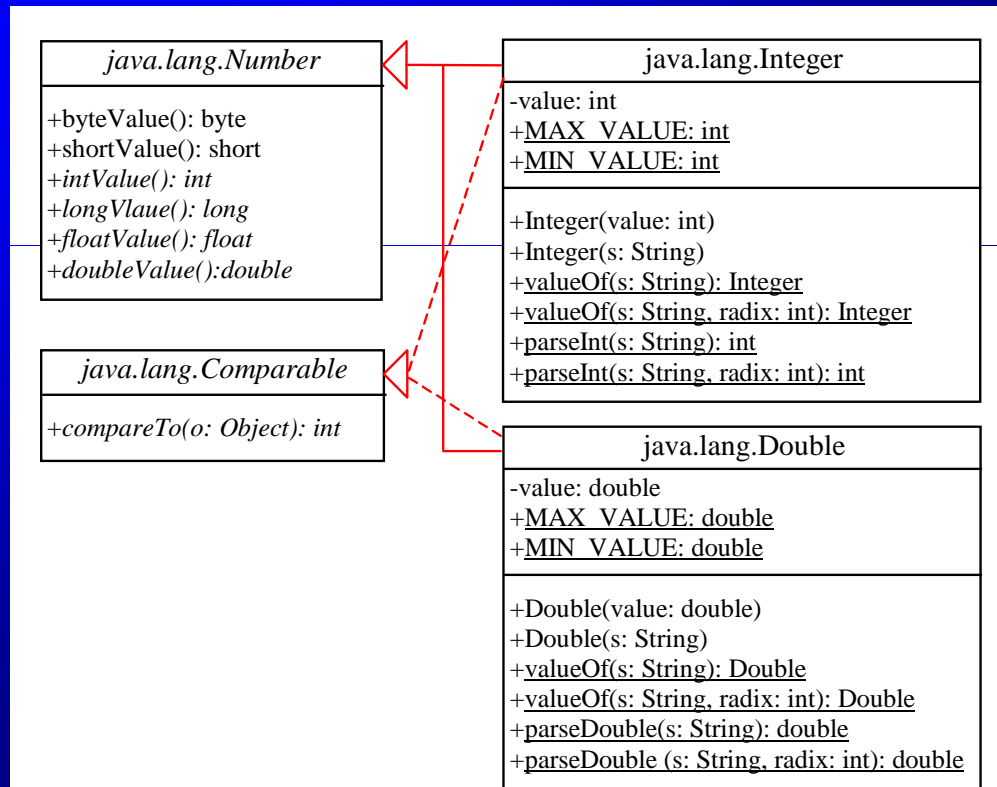 java.lang.Number
+byteValue(): byte
+shortValue(): short
+intValue(): int
+longVlaue(): long
+floatValue(): float
+doubleValue():double
java.lang.Comparable
+compareTo(o: Object): int
java.lang.Integer
-value: int
+MAX_VALUE: int
+MIN_VALUE: int
+Integer(value: int)
+Integer(s: String)
+valueOf(s: String): Integer
+valueOf(s: String, radix: int): Integer
+parseInt(s: String): int
+parseInt(s: String, radix: int): int
java.lang.Double
-value: double
+MAX_VALUE: double
+MIN_VALUE: double
+Double(value: double)
+Double(s: String)
+valueOf(s: String): Double
+valueOf(s: String, radix: int): Double
+parseDouble(s: String): double
+parseDouble (s: String, radix: int): double